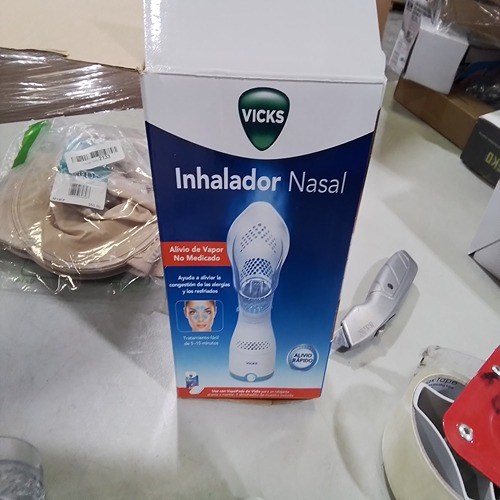 VICKS
Inhalador Nasal
Alivio de Vapor
No Medicado
Ayuda a aliviar la
congestión de las alergias
y los resfriados
Tratamiento fácil
de 5-15 minutos
VICKS
ALIVIO
RÁPIDO